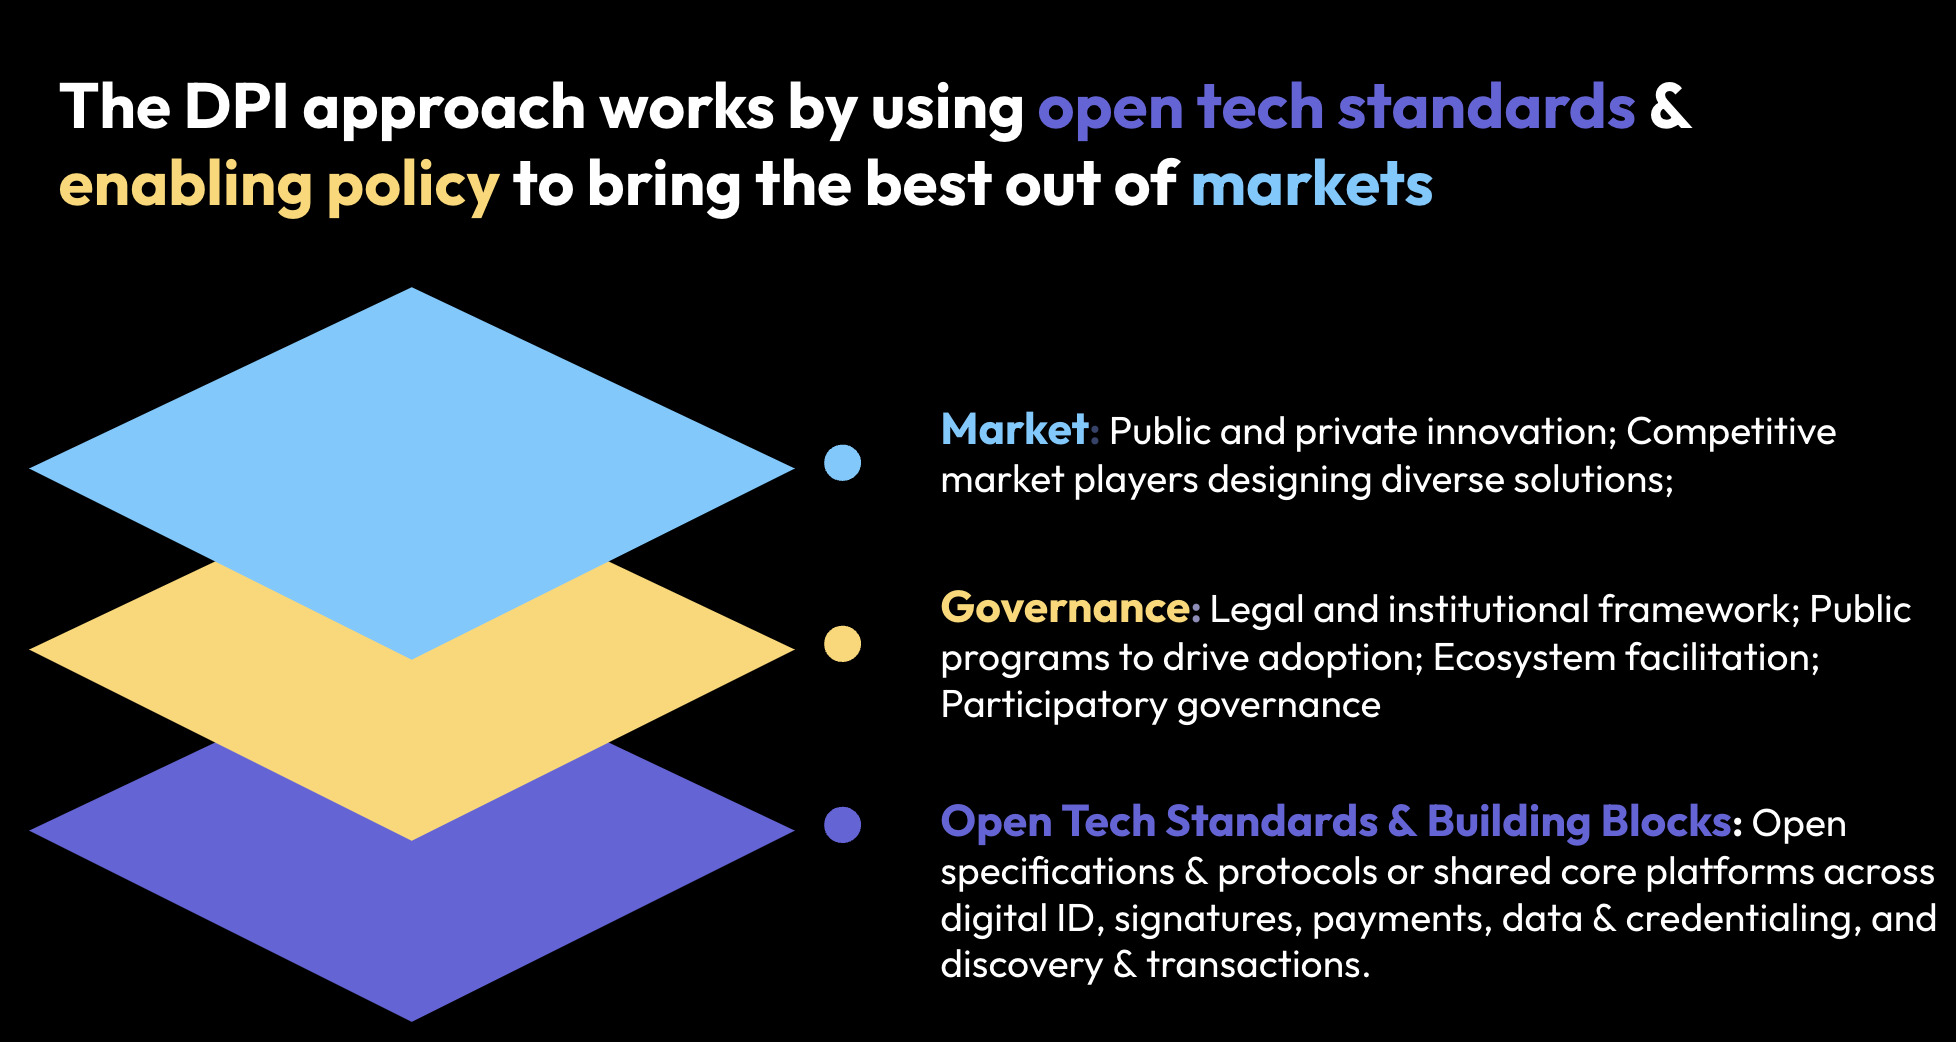 The DPI approach works by using open tech standards &
enabling policy to bring the best out of markets
Market: Public and private innovation; Competitive
market players designing diverse solutions;
Governance: Legal and institutional framework; Public
programs to drive adoption; Ecosystem facilitation;
Participatory governance
Open Tech Standards & Building Blocks: Open
specifications & protocols or shared core platforms across
digital ID, signatures, payments, data & credentialing, and
discovery & transactions.